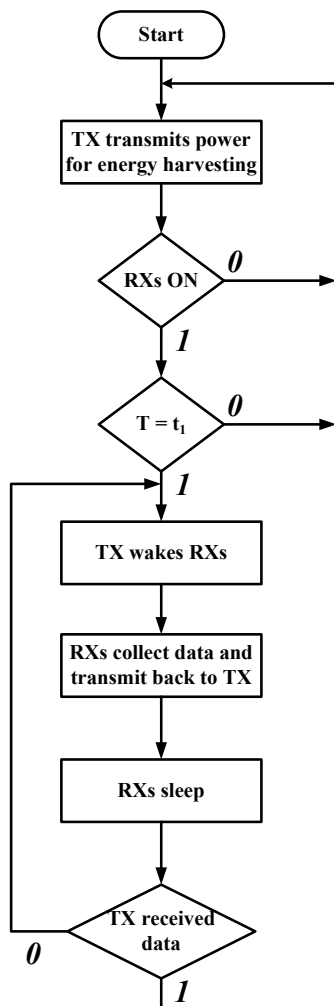 Start
TX transmits power
for energy harvesting
RXs ON
0
1
T = t₁
0
1
TX wakes RXs
RXs collect data and
transmit back to TX
RXs sleep
TX received
data
0
1